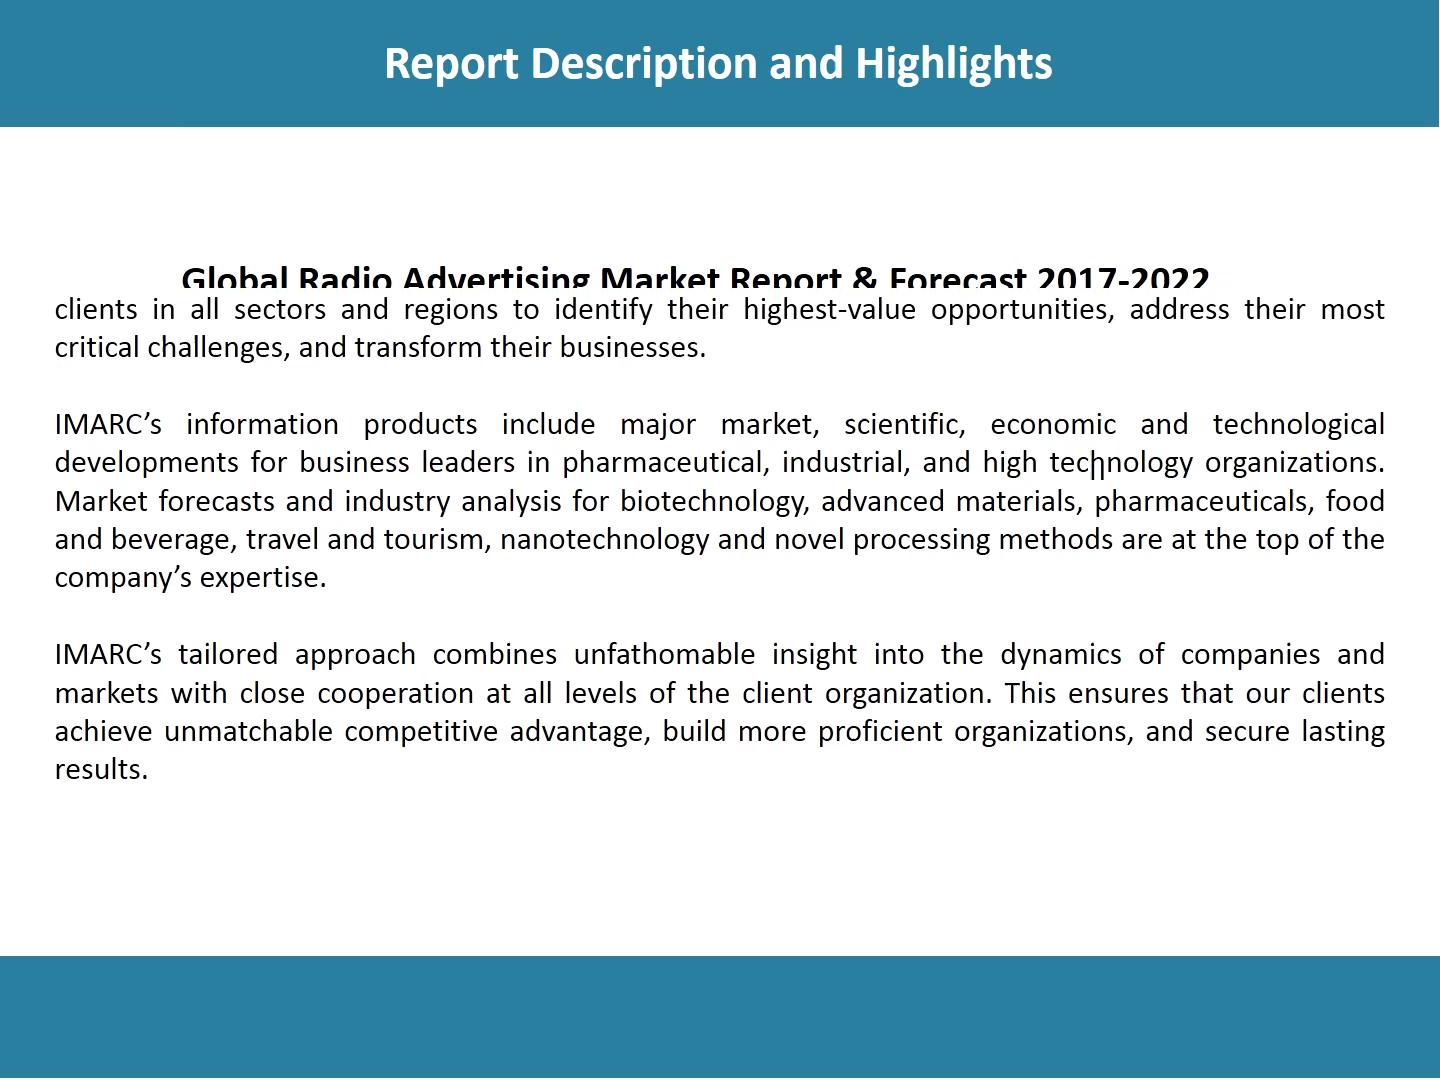 Report Description and Highlights
Global Radio Advertising Market Report & Forecast 2017-2022
clients in all sectors and regions to identify their highest-value opportunities, address their most
critical challenges, and transform their businesses.
IMARC’s information products include major market, scientific, economic and technological
developments for business leaders in pharmaceutical, industrial, and high technology organizations.
Market forecasts and industry analysis for biotechnology, advanced materials, pharmaceuticals, food
and beverage, travel and tourism, nanotechnology and novel processing methods are at the top of the
company’s expertise.
IMARC’s tailored approach combines unfathomable insight into the dynamics of companies and
markets with close cooperation at all levels of the client organization. This ensures that our clients
achieve unmatchable competitive advantage, build more proficient organizations, and secure lasting
results.